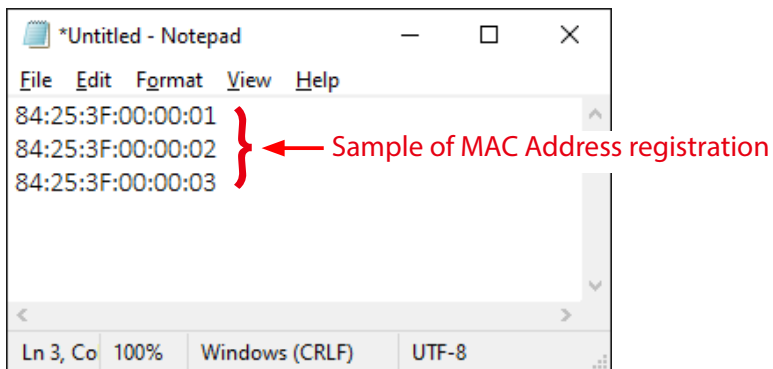 *Untitled - Notepad
File Edit Format View Help
84:25:3F:00:00:01
84:25:3F:00:00:02
84:25:3F:00:00:03
Sample of MAC Address registration
Ln 3, Co 100% Windows (CRLF) UTF-8